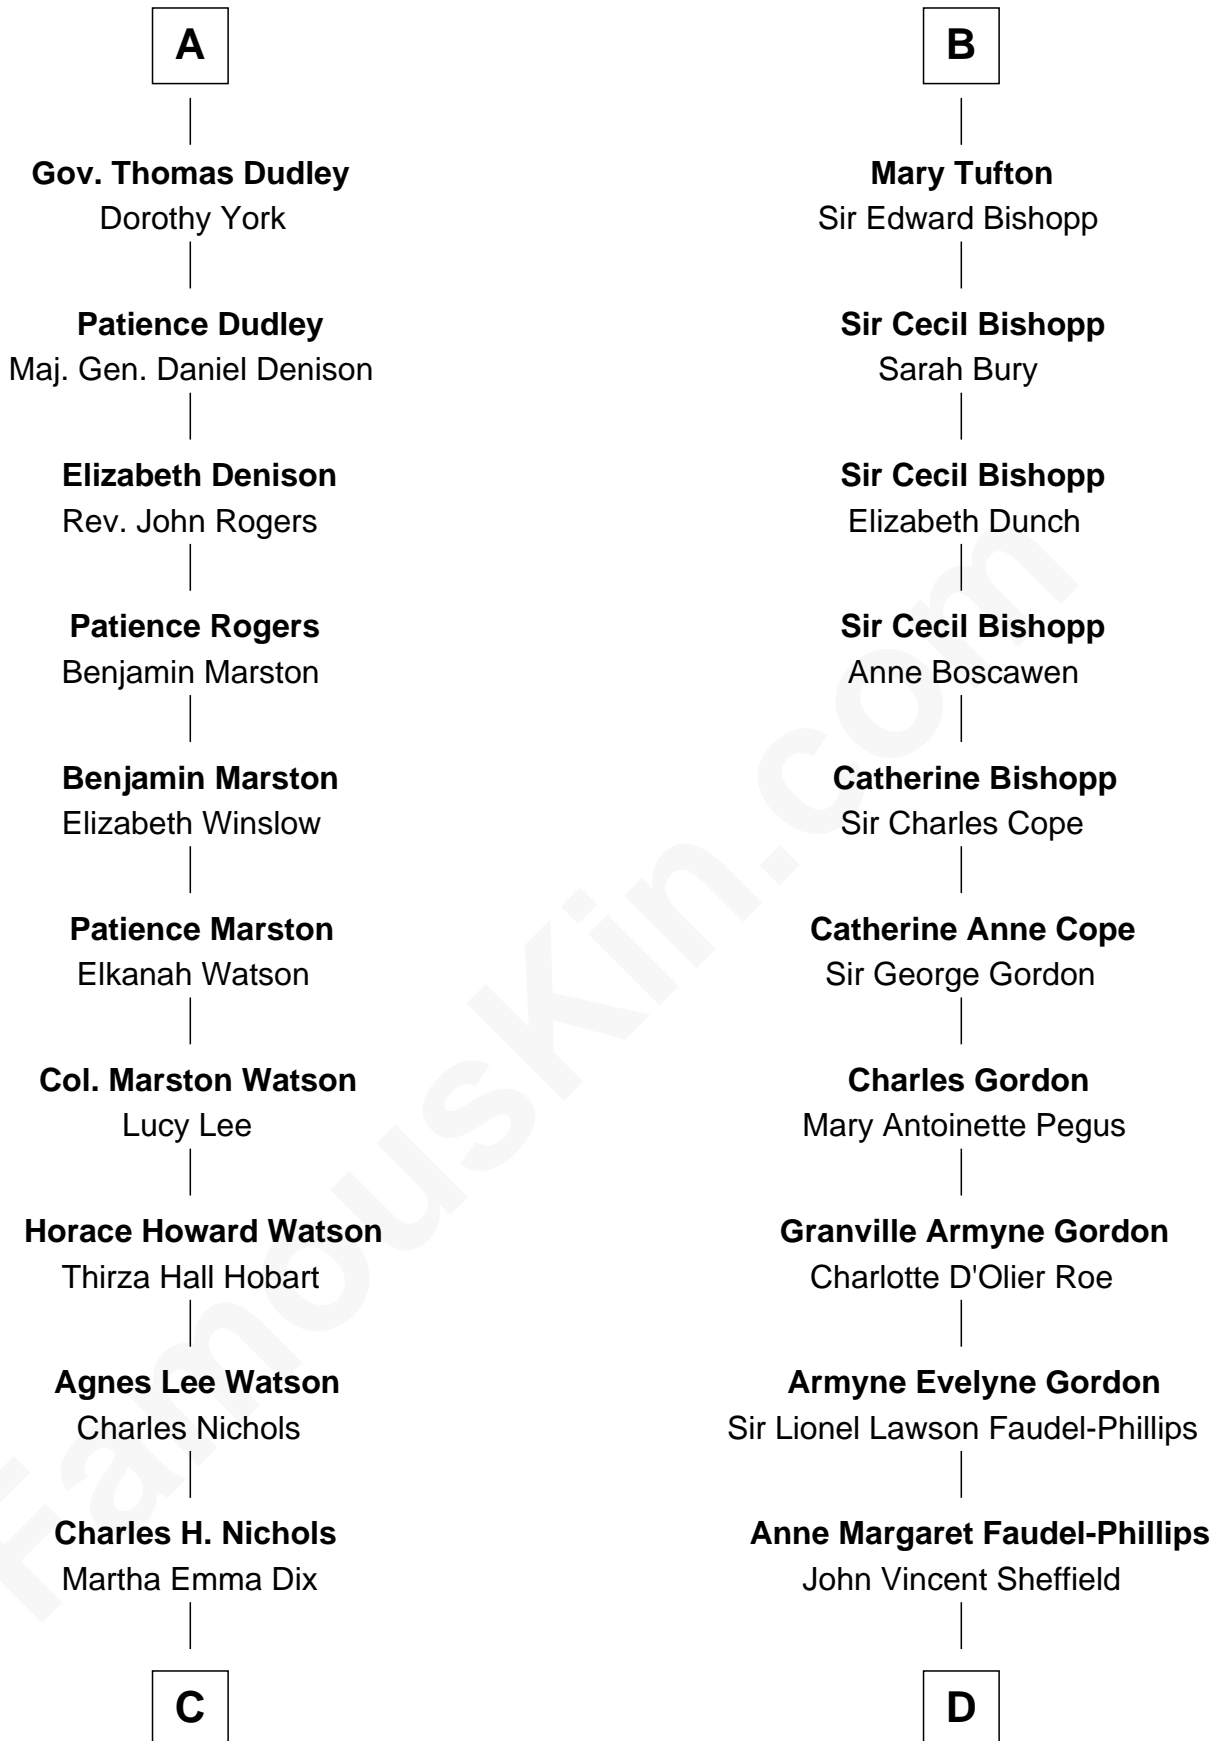 A
Gov. Thomas Dudley
Dorothy York
Patience Dudley
Maj. Gen. Daniel Denison
Elizabeth Denison
Rev. John Rogers
Patience Rogers
Benjamin Marston
Benjamin Marston
Elizabeth Winslow
Patience Marston
Elkanah Watson
Col. Marston Watson
Lucy Lee
Horace Howard Watson
Thirza Hall Hobart
Agnes Lee Watson
Charles Nichols
Charles H. Nichols
Martha Emma Dix
C
B
Mary Tufton
Sir Edward Bishopp
Sir Cecil Bishopp
Sarah Bury
Sir Cecil Bishopp
Elizabeth Dunch
Sir Cecil Bishopp
Anne Boscawen
Catherine Bishopp
Sir Charles Cope
Catherine Anne Cope
Sir George Gordon
Charles Gordon
Mary Antoinette Pegus
Granville Armyne Gordon
Charlotte D'Olier Roe
Armyne Evelyne Gordon
Sir Lionel Lawson Faudel-Phillips
Anne Margaret Faudel-Phillips
John Vincent Sheffield
D
FamousKin.com